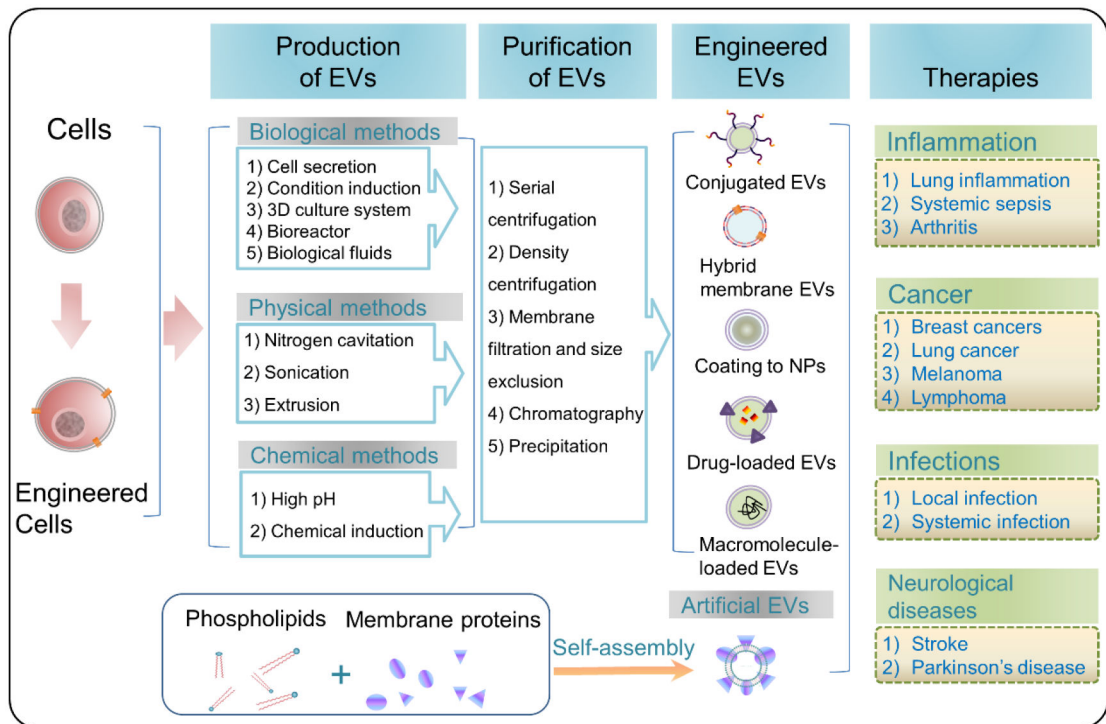 Production
of EVs
Purification
of EVs
Engineered
EVs
Therapies
Cells
Engineered
Cells
Biological methods
1) Cell secretion
2) Condition induction
3) 3D culture system
4) Bioreactor
5) Biological fluids
Physical methods
1) Nitrogen cavitation
2) Sonication
3) Extrusion
Chemical methods
1) High pH
2) Chemical induction
1) Serial
centrifugation
2) Density
centrifugation
3) Membrane
filtration and size
exclusion
4) Chromatography
5) Precipitation
Conjugated EVs
Hybrid
membrane EVs
Coating to NPs
Drug-loaded EVs
Macromolecule-
loaded EVs
Artificial EVs
Inflammation
1) Lung inflammation
2) Systemic sepsis
3) Arthritis
Cancer
1) Breast cancers
2) Lung cancer
3) Melanoma
4) Lymphoma
Infections
1) Local infection
2) Systemic infection
Neurological
diseases
1) Stroke
2) Parkinson's disease
Phospholipids
+
Membrane proteins
Self-assembly